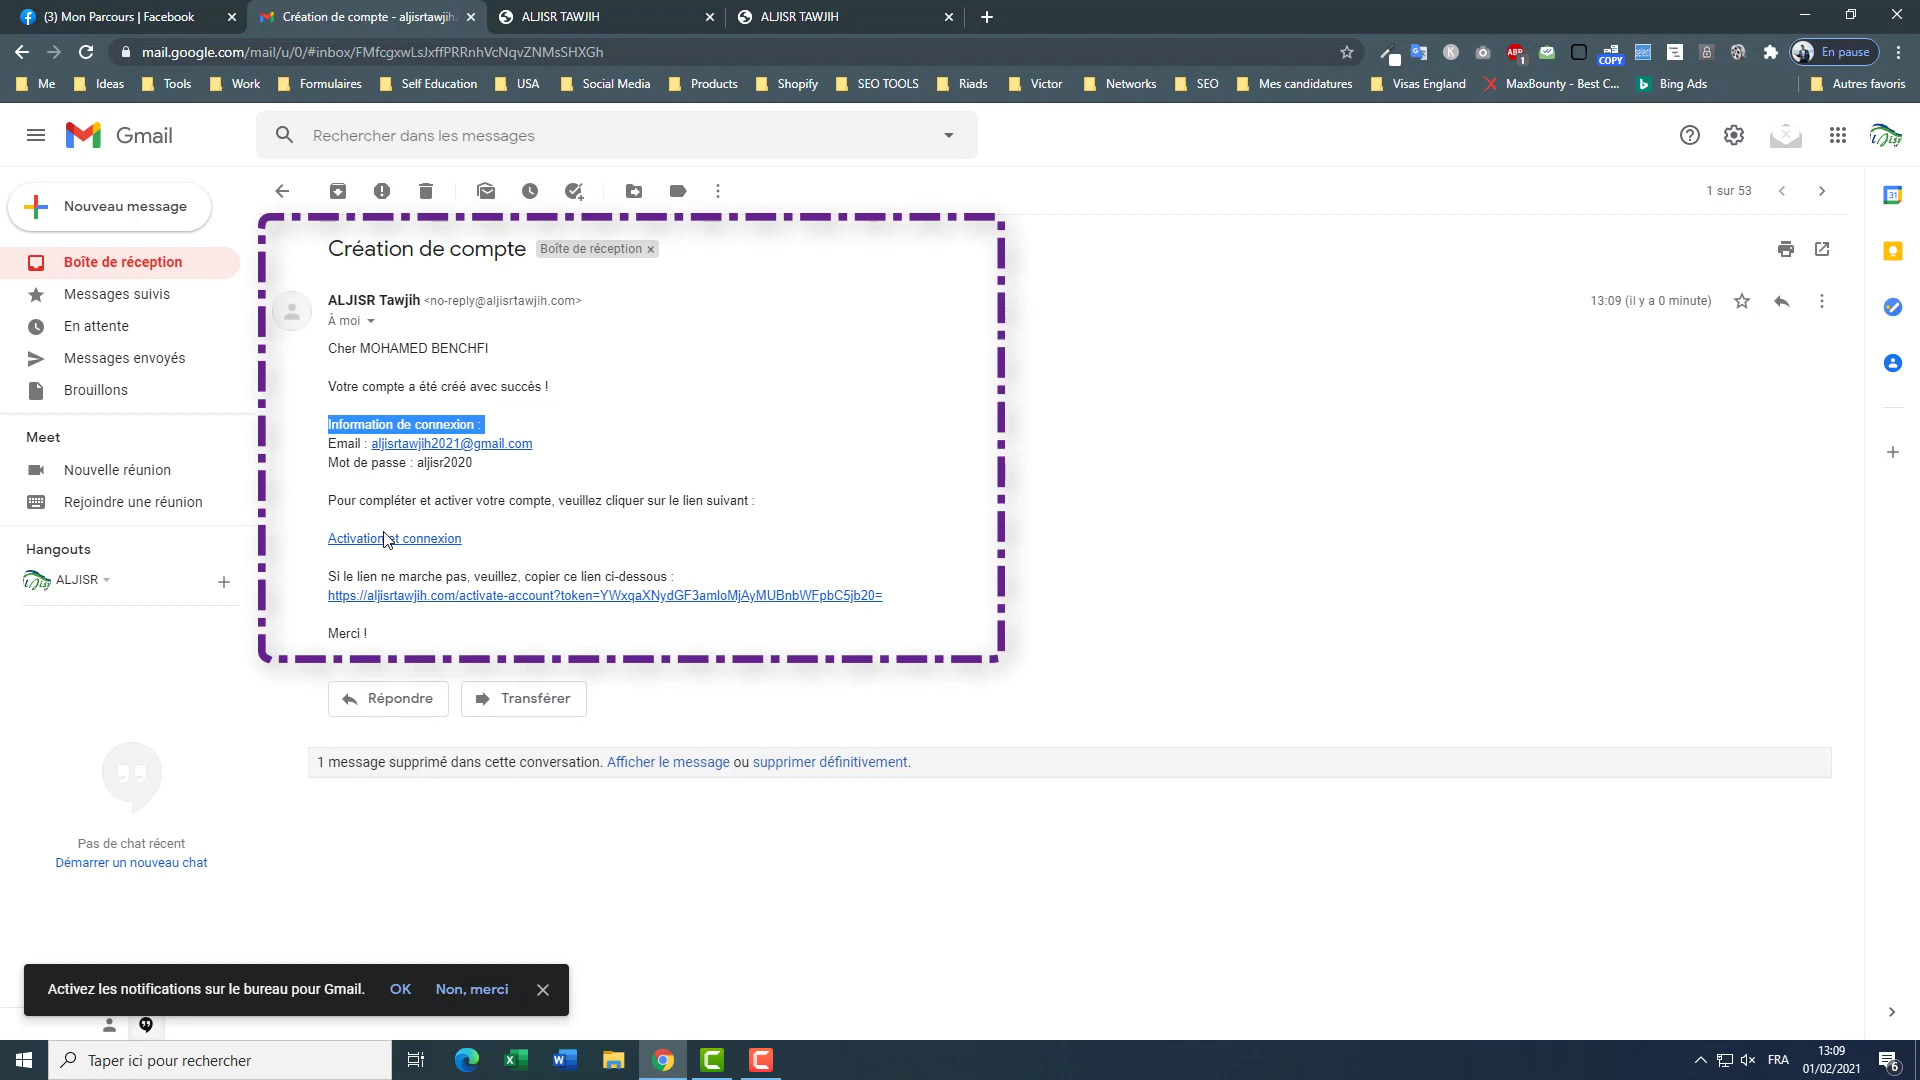 (3) Mon Parcours | Facebook
Création de compte - aljisrtawjih
ALJISR TAWJIH
ALJISR TAWJIH
mail.google.com/mail/u/0/#inbox/FMfcgxwLsJxffPRRnhVcNqvZNMsSHXGh
ABP
1
COPY
select
En pause
Me
Ideas
Tools
Work
Formulaires
Self Education
USA
Social Media
Products
Shopify
SEO TOOLS
Riads
Victor
Networks
SEO
Mes candidatures
Visas England
MaxBounty - Best C...
Bing Ads
Autres favoris
Gmail
Rechercher dans les messages
Nouveau message
1 sur 53
31
Création de compte
Boîte de réception
Boîte de réception
Messages suivis
En attente
Messages envoyés
Brouillons
ALJISR Tawjih <no-reply@aljisrtawjih.com>
13:09 (il y a 0 minute)
À moi
Cher MOHAMED BENCHFI
Votre compte a été créé avec succès !
Information de connexion :
Email : aljisrtawjih2021@gmail.com
Mot de passe : aljisr2020
Pour compléter et activer votre compte, veuillez cliquer sur le lien suivant :
Activation et connexion
Si le lien ne marche pas, veuillez, copier ce lien ci-dessous :
https://aljisrtawjih.com/activate-account?token=YWxqaXNydGF3amloMjAyMUBnbWFpbC5jb20=
Merci !
Meet
Nouvelle réunion
Rejoindre une réunion
Hangouts
ALJISR
Répondre
Transférer
1 message supprimé dans cette conversation. Afficher le message ou supprimer définitivement.
Pas de chat récent
Démarrer un nouveau chat
Activez les notifications sur le bureau pour Gmail.
OK
Non, merci
Taper ici pour rechercher
FRA
13:09
01/02/2021
6